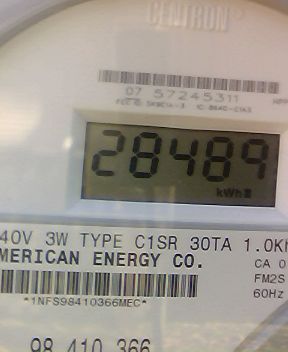 CENTRON
07 57245311
28489
kWh
40V 3W TYPE C1SR 30TA 1.0K
MERICAN ENERGY CO. CA 0
FM2S
*1NFS98410366MEC* 60Hz
98 410 366